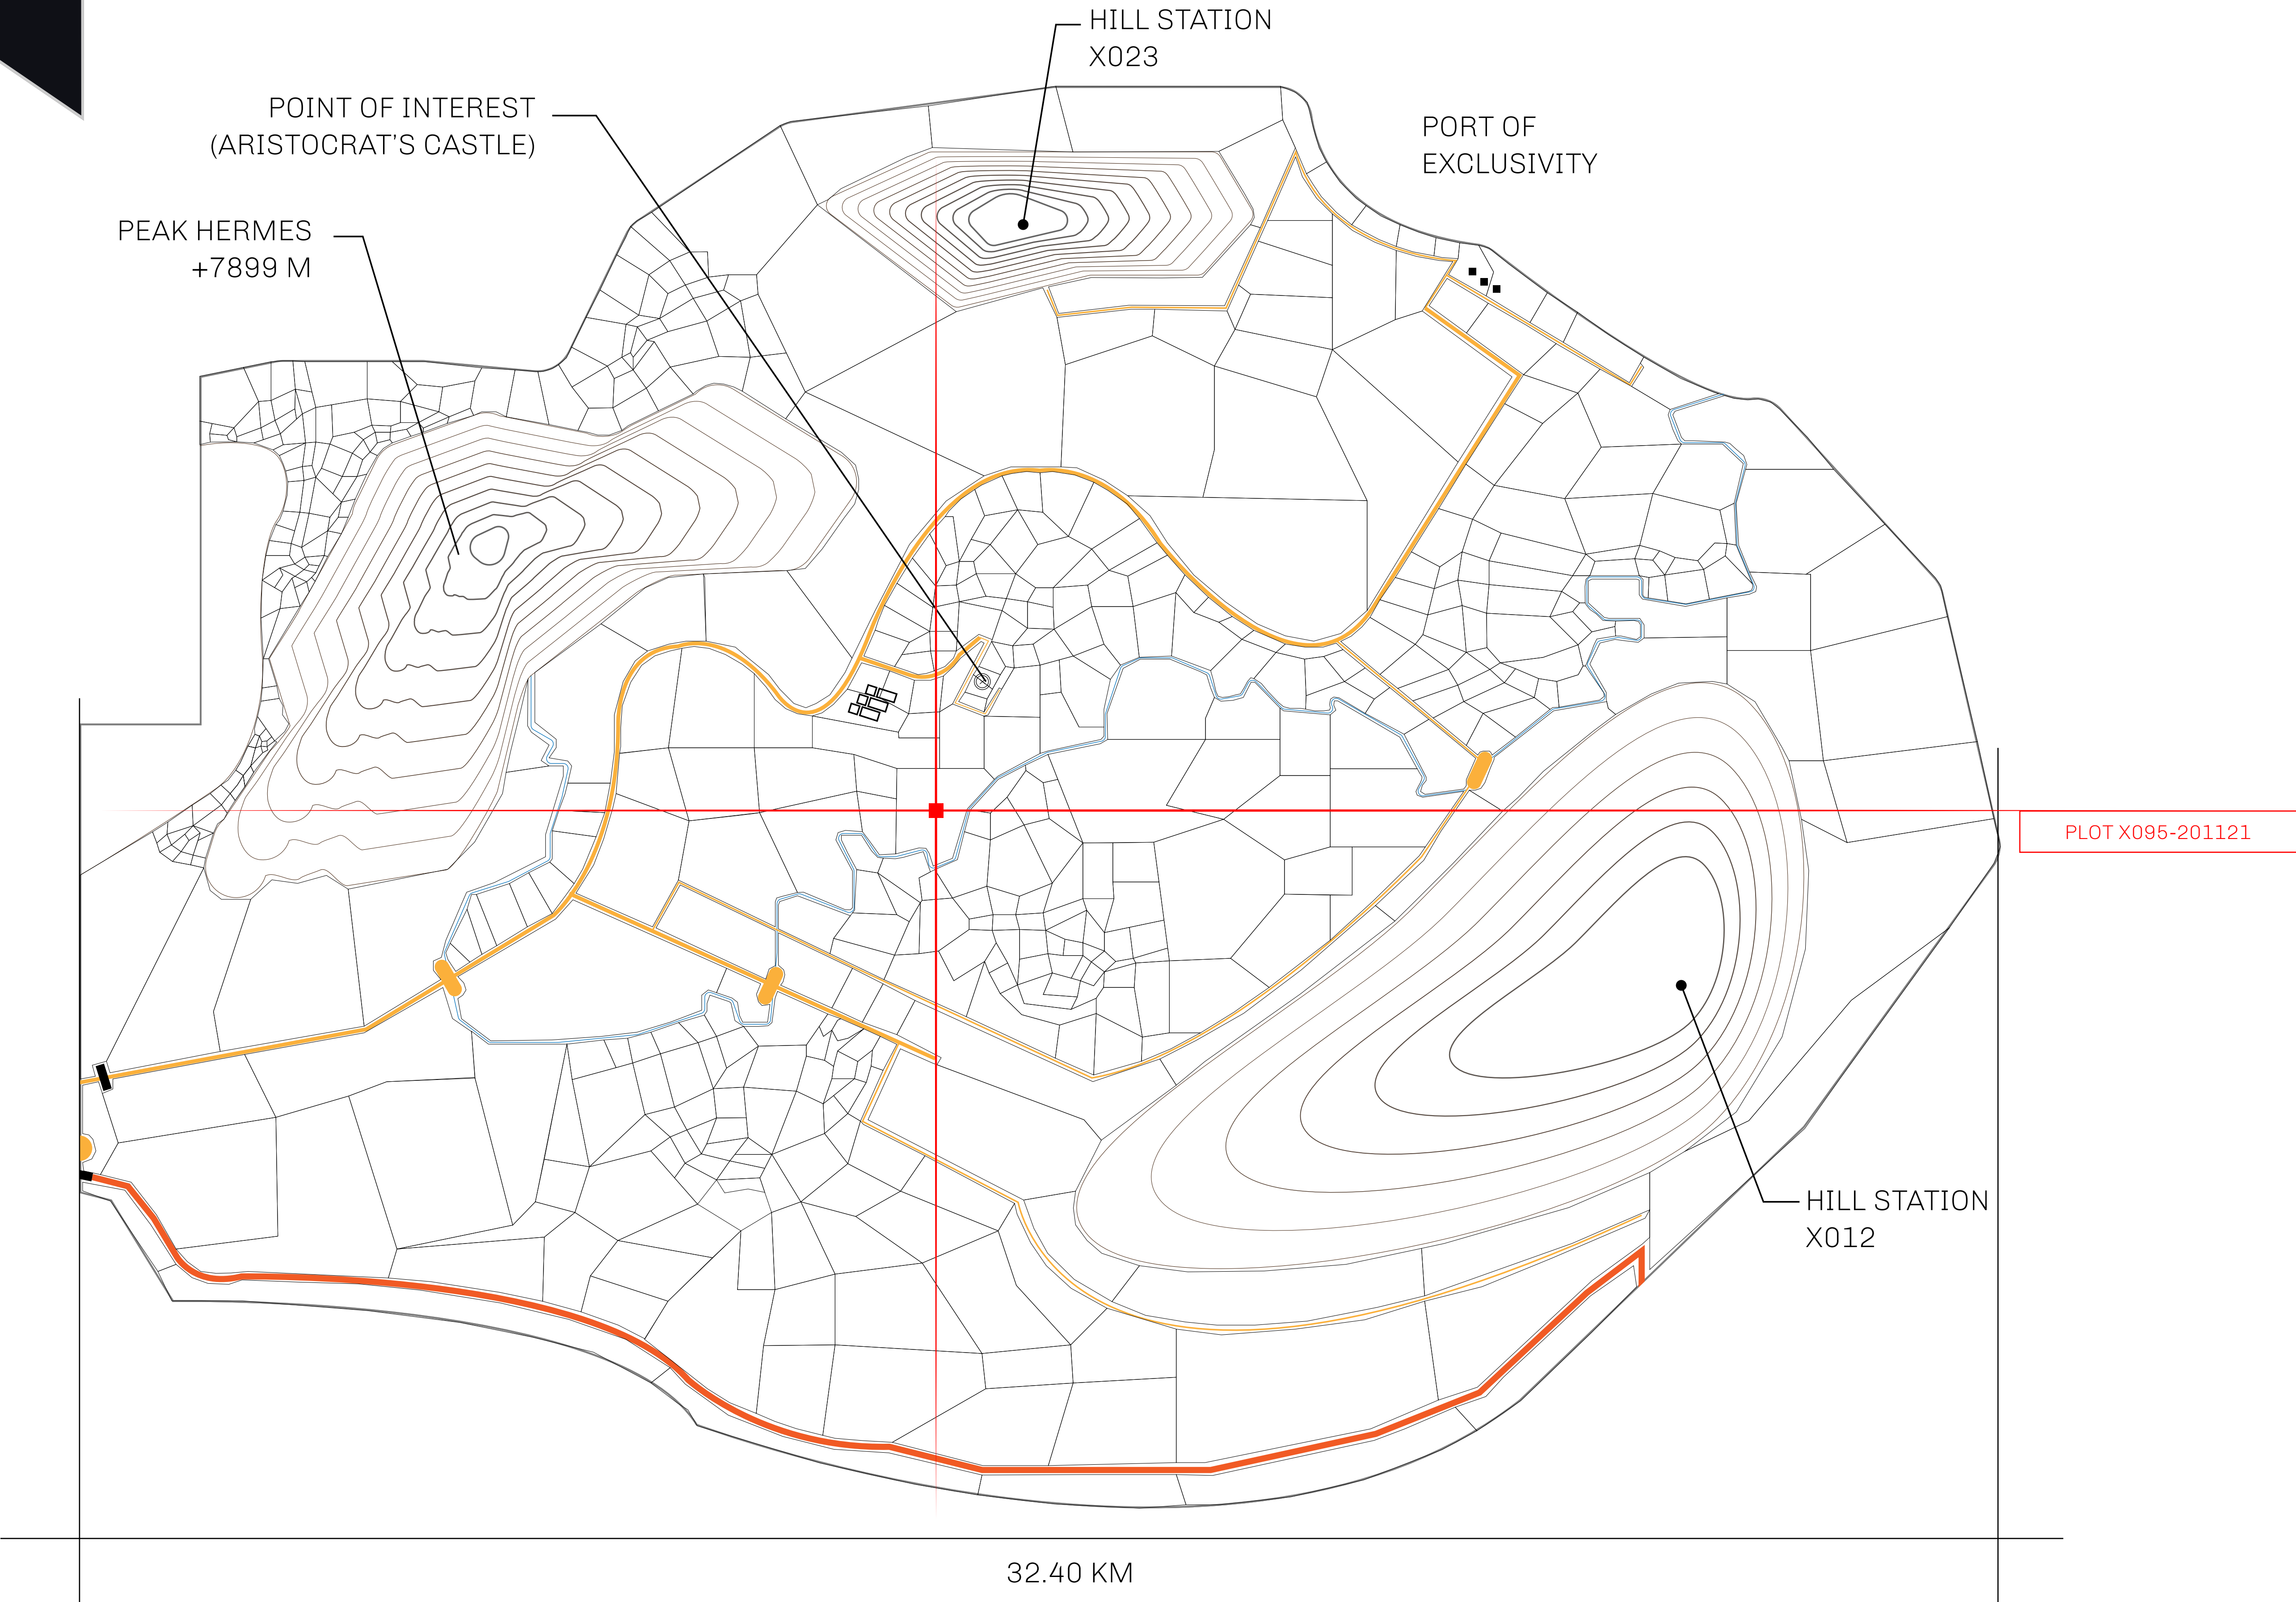 HILL STATION
X023
POINT OF INTEREST
(ARISTOCRAT'S CASTLE)
PORT OF
EXCLUSIVITY
PEAK HERMES
+7899 M
PLOT X095-201121
HILL STATION
X012
32.40 KM